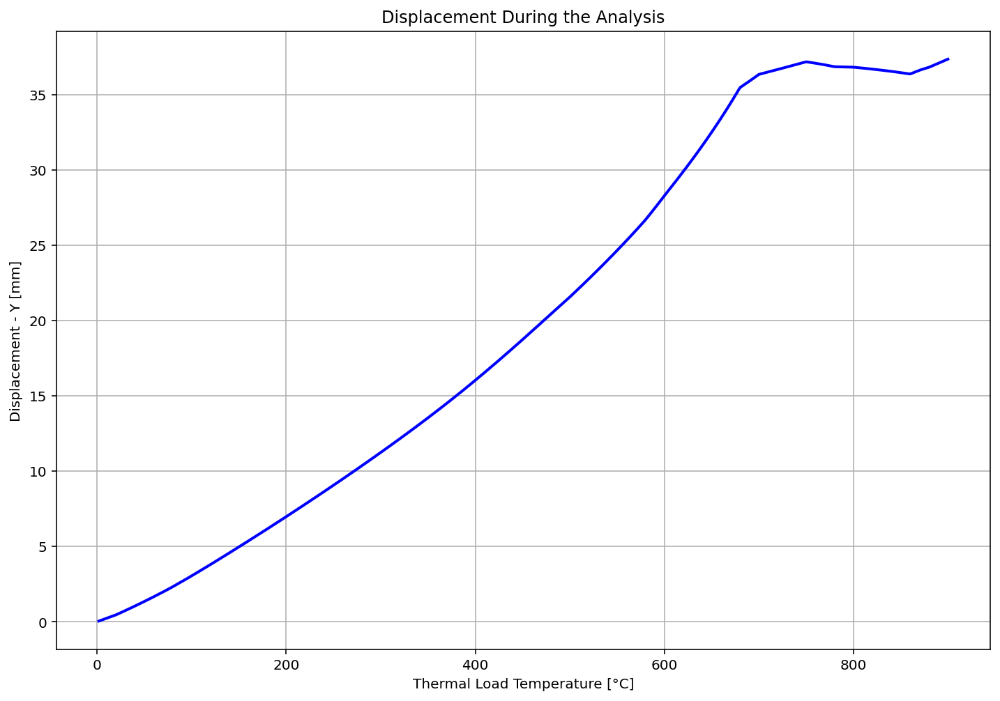 Displacement During the Analysis
35
30
25
20
15
10
5
0
Displacement - Y [mm]
0 200 400 600 800
Thermal Load Temperature [°C]